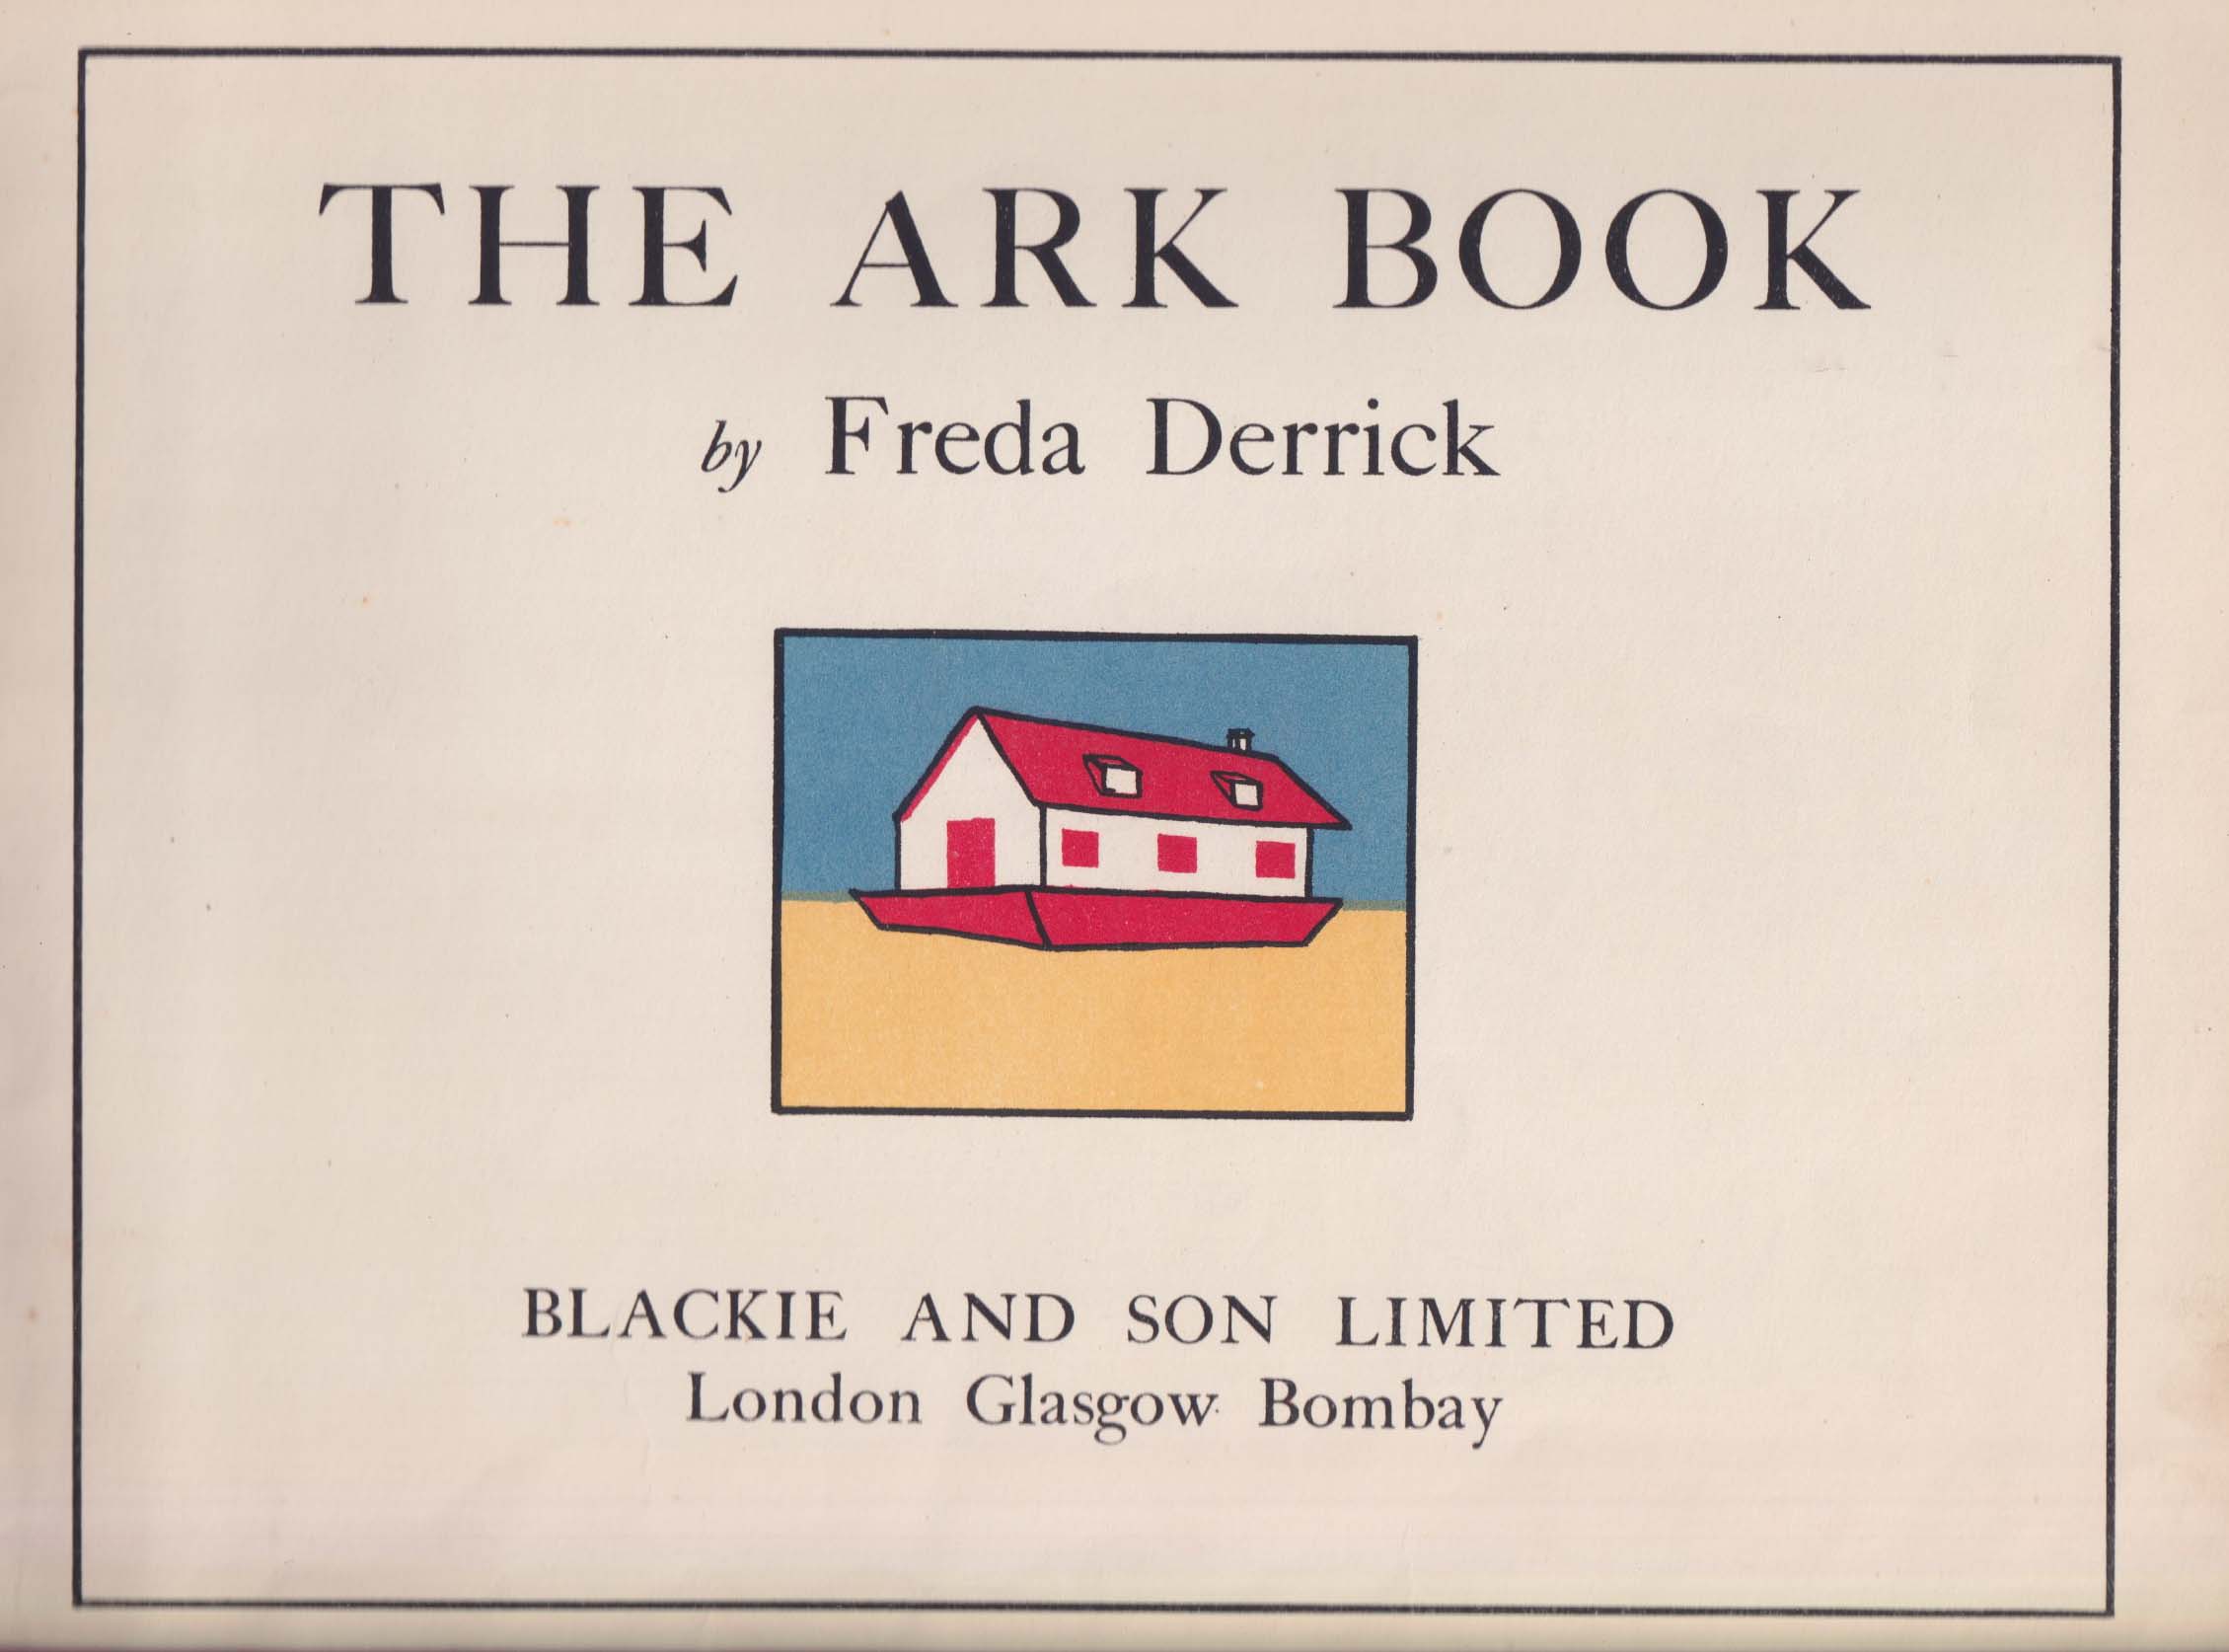 THE ARK BOOK
by Freda Derrick
BLACKIE AND SON LIMITED
London Glasgow Bombay